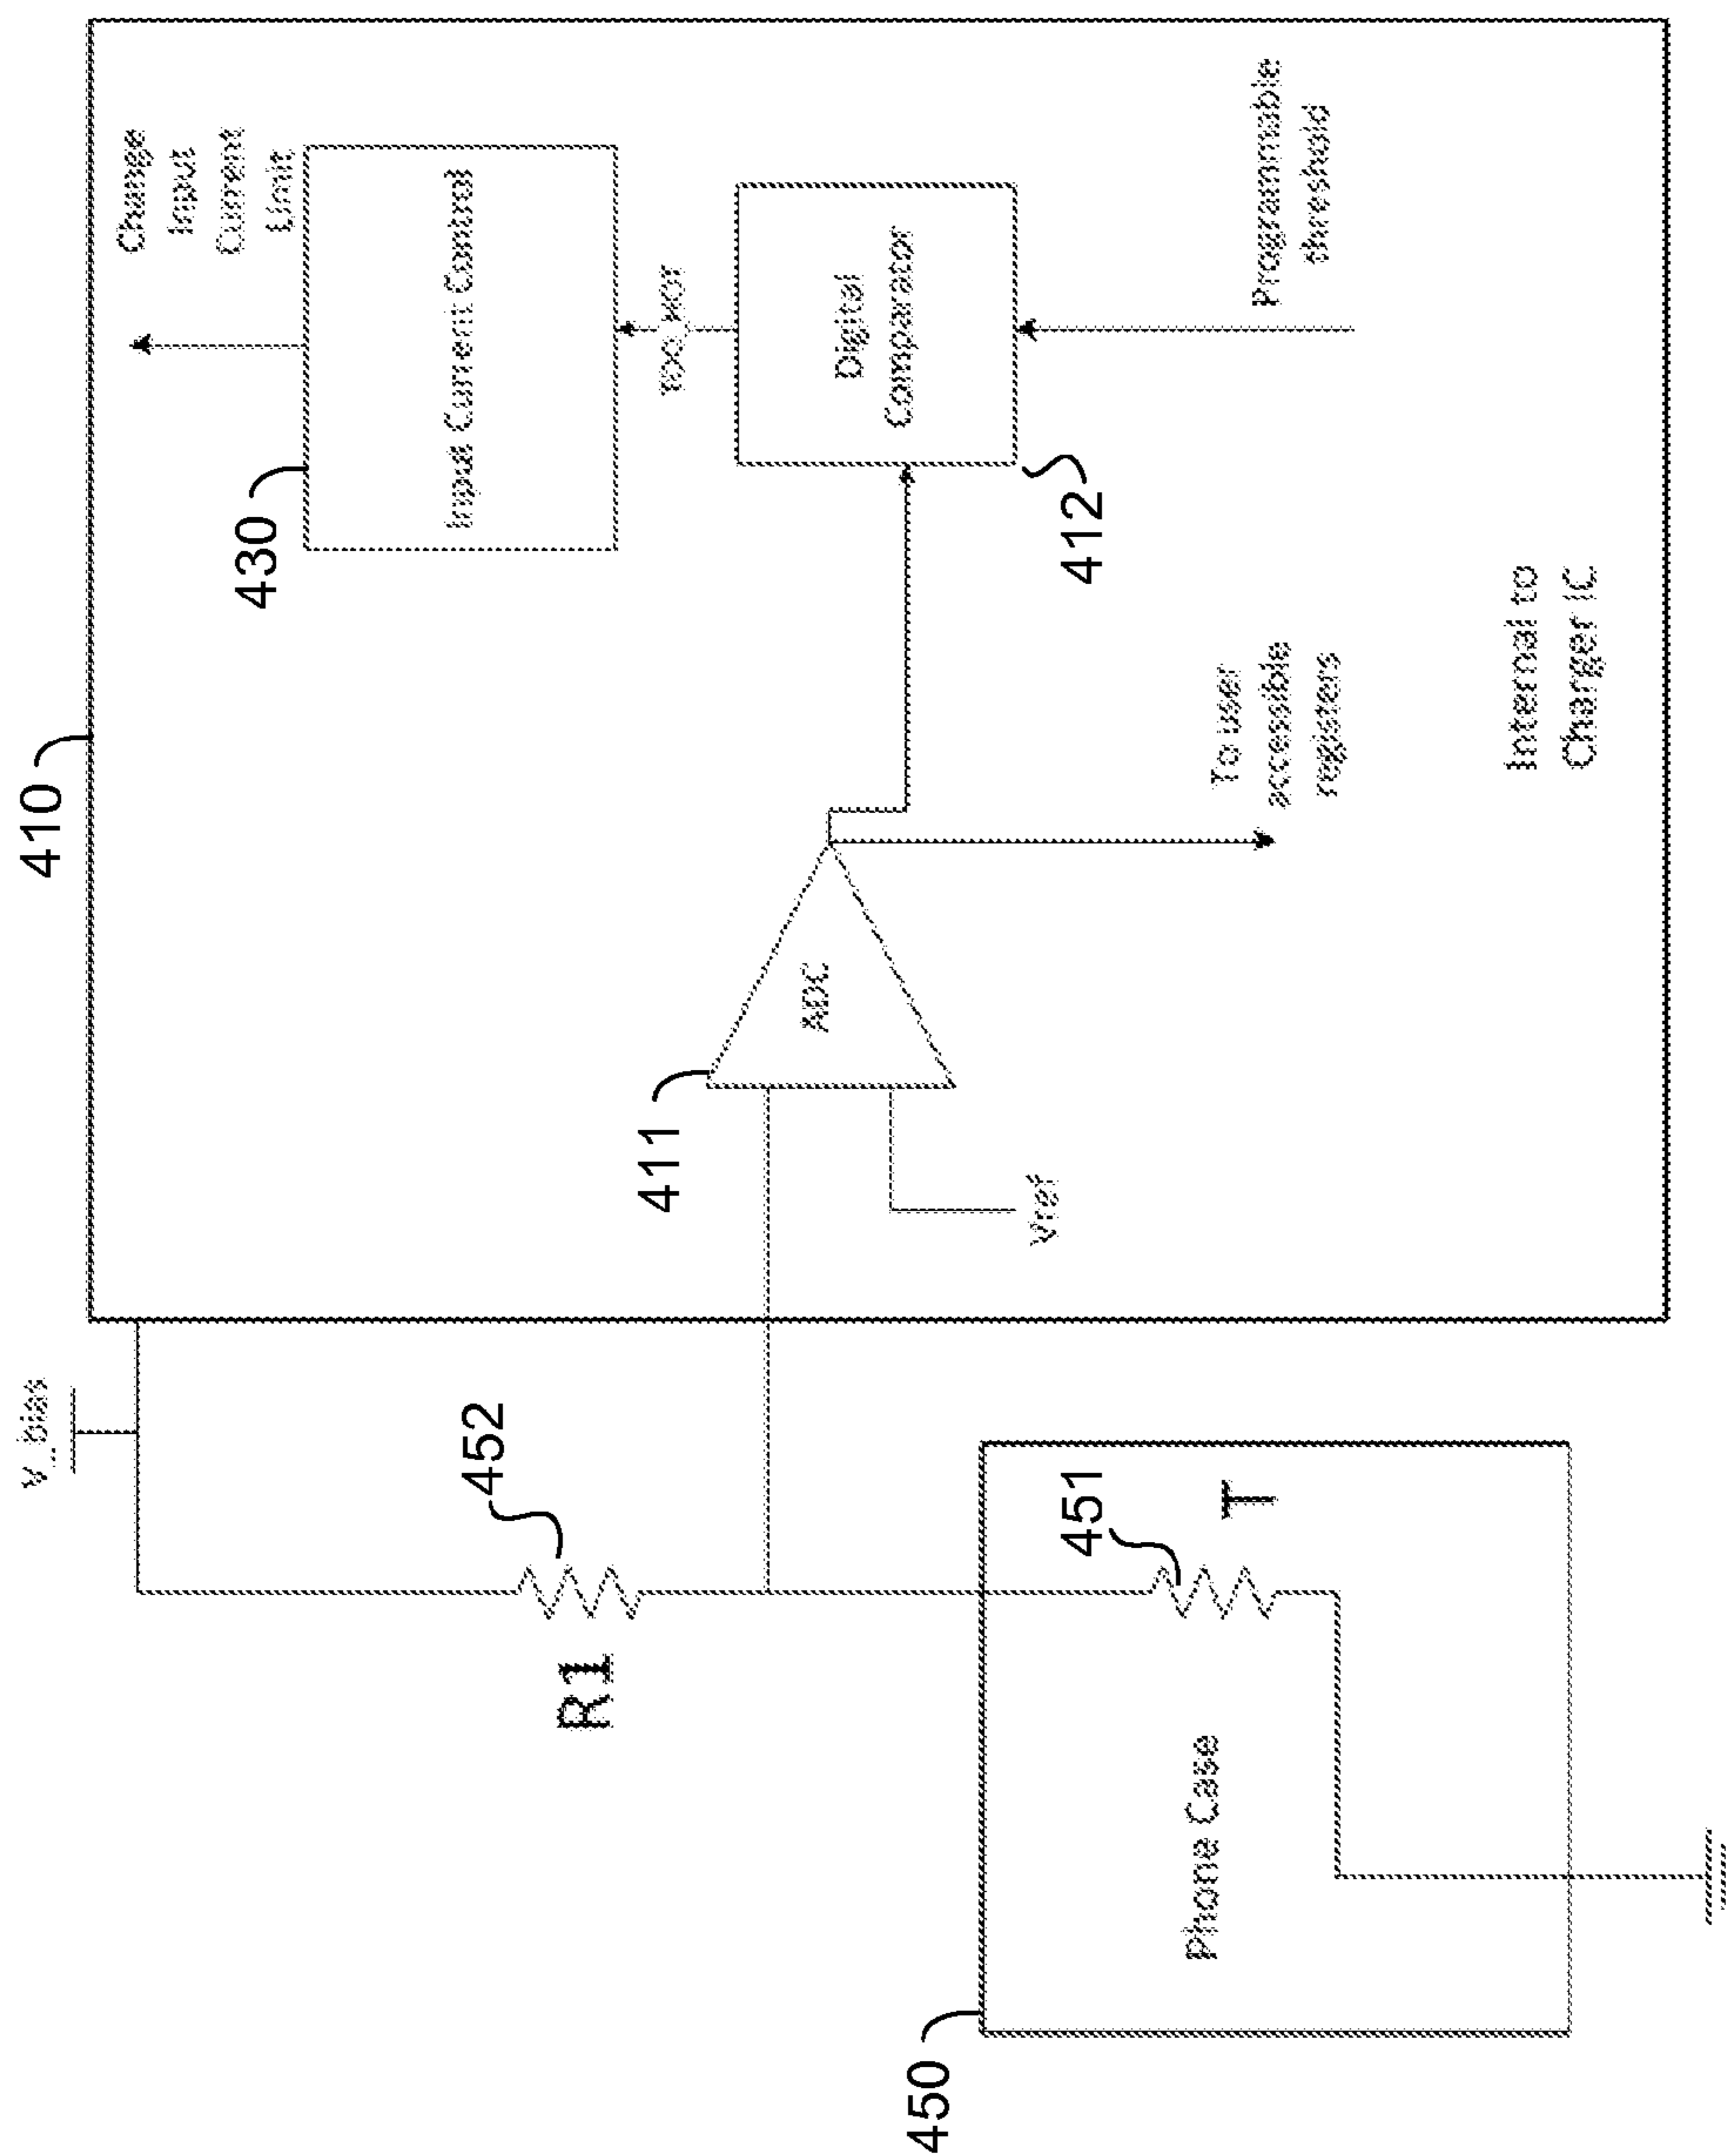 410
V_bias
430
Change
Input
Current
Limit
Input Current Control
TOO_HOT
452
R1
411
ADC
Digital
Comparator
412
Vref
To user
accessible
registers
Programmable
threshold
450
451
T
Phone Case
Internal to
Charger IC